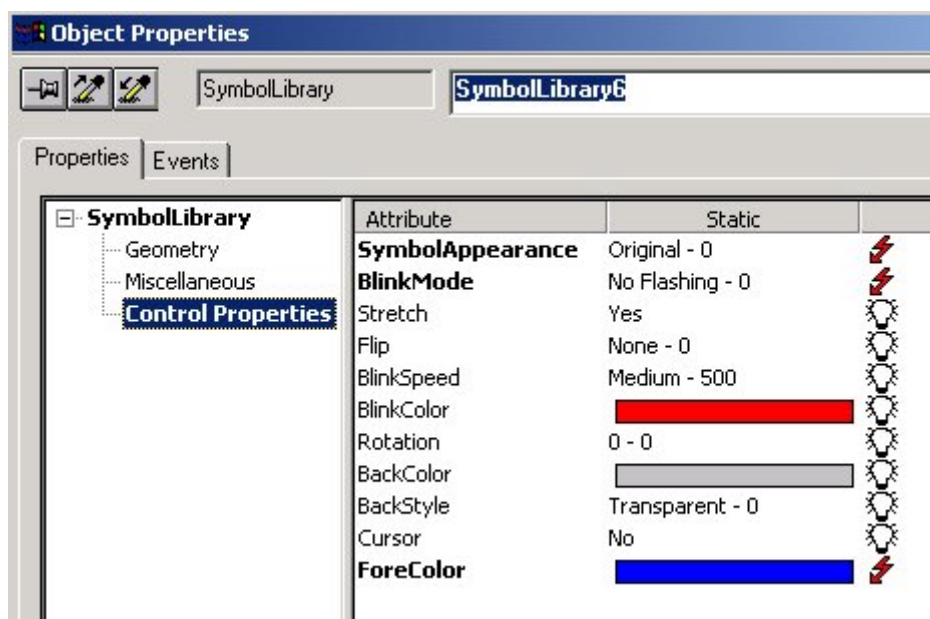 Object Properties
SymbolLibrary SymbolLibrary6
Properties Events
SymbolLibrary
Geometry
Miscellaneous
Control Properties
Attribute Static
SymbolAppearance Original - 0
BlinkMode No Flashing - 0
Stretch Yes
Flip None - 0
BlinkSpeed Medium - 500
BlinkColor
Rotation 0 - 0
BackColor
BackStyle Transparent - 0
Cursor No
ForeColor